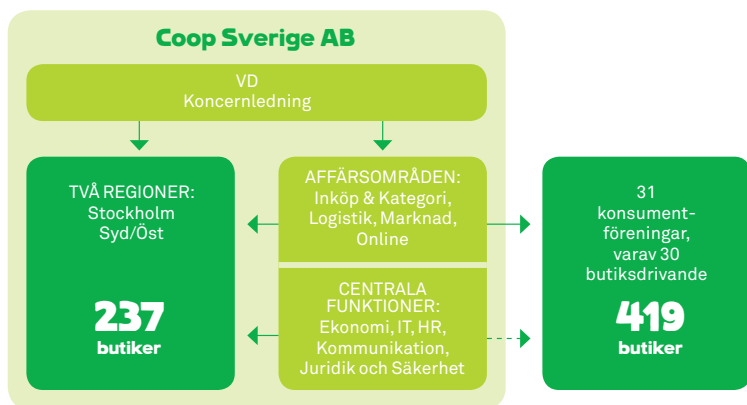 Coop Sverige AB
VD
Koncernledning
TVÅ REGIONER:
Stockholm
Syd/Öst
237
butiker
AFFÄRSOMRÅDEN:
Inköp & Kategori,
Logistik, Marknad,
Online
CENTRALA
FUNKTIONER:
Ekonomi, IT, HR,
Kommunikation,
Juridik och Säkerhet
31
konsument-
föreningar,
varav 30
butiksdrivande
419
butiker